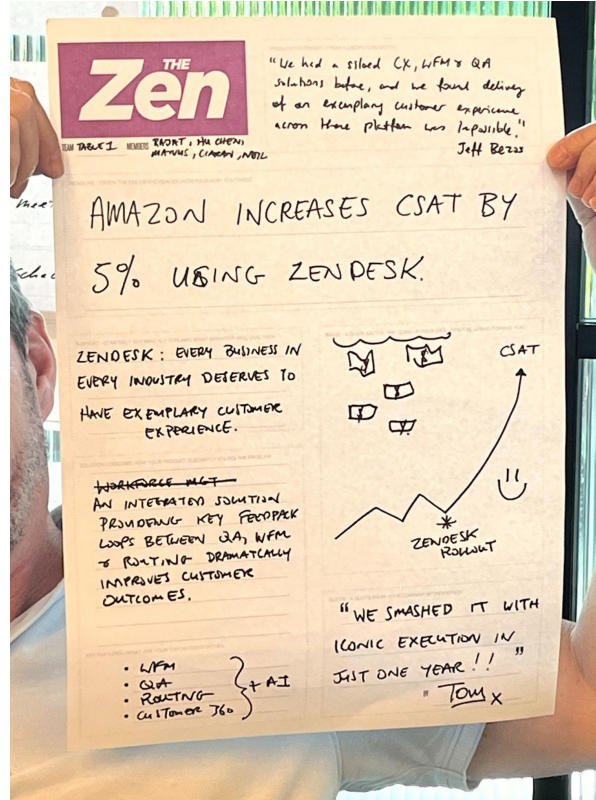 THE
Zen
TEAM TABLE 1 MEMBERS RAJAT, HU CHEN,
MATHUS, CIARAN, NEIL
"We had a siloed CX, WFM & QA
solutions before, and we found delivery
of an exemplary customer experience
across these platform was impossible."
Jeff Bezos
AMAZON INCREASES CSAT BY
5% USING ZENDESK.
ZENDESK: EVERY BUSINESS IN
EVERY INDUSTRY DESERVES TO
HAVE EXEMPLARY CUSTOMER
EXPERIENCE.
WORKFORCE MGT
AN INTEGRATED SOLUTION
PROVIDING KEY FEEDBACK
LOOPS BETWEEN QA, WFM
& ROUTING DRAMATICALLY
IMPROVES CUSTOMER
OUTCOMES.
• WFM
• QA
• ROUTING
• CUSTOMER 360
+ AI
CSAT
ZENDESK
ROLLOUT
"WE SMASHED IT WITH
ICONIC EXECUTION IN
JUST ONE YEAR!!"
BY Tom x